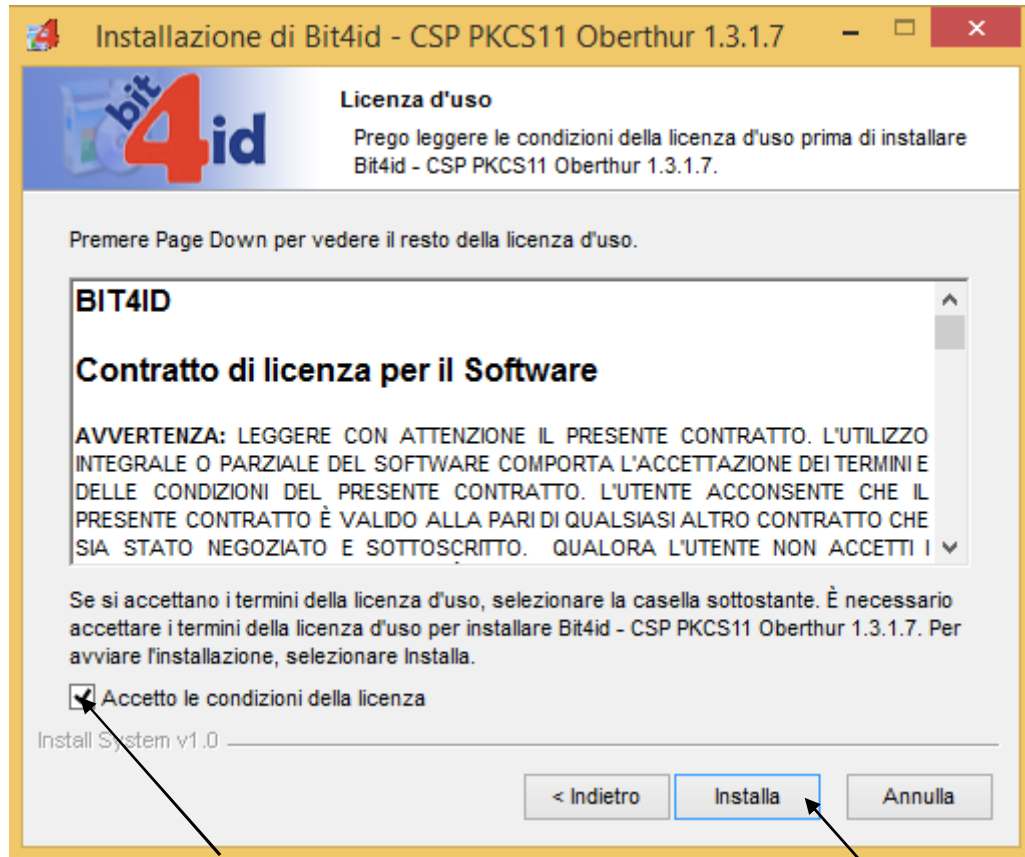 Installazione di Bit4id - CSP PKCS11 Oberthur 1.3.1.7
bit
4id
Licenza d'uso
Prego leggere le condizioni della licenza d'uso prima di installare
Bit4id - CSP PKCS11 Oberthur 1.3.1.7.
Premere Page Down per vedere il resto della licenza d'uso.
BIT4ID
Contratto di licenza per il Software
AVVERTENZA: LEGGERE CON ATTENZIONE IL PRESENTE CONTRATTO. L'UTILIZZO
INTEGRALE O PARZIALE DEL SOFTWARE COMPORTA L'ACCETTAZIONE DEI TERMINI E
DELLE CONDIZIONI DEL PRESENTE CONTRATTO. L'UTENTE ACCONSENTE CHE IL
PRESENTE CONTRATTO È VALIDO ALLA PARI DI QUALSIASI ALTRO CONTRATTO CHE
SIA STATO NEGOZIATO E SOTTOSCRITTO. QUALORA L'UTENTE NON ACCETTI I
Se si accettano i termini della licenza d'uso, selezionare la casella sottostante. È necessario
accettare i termini della licenza d'uso per installare Bit4id - CSP PKCS11 Oberthur 1.3.1.7. Per
avviare l'installazione, selezionare Installa.
Accetto le condizioni della licenza
Install System v1.0
< Indietro
Installa
Annulla